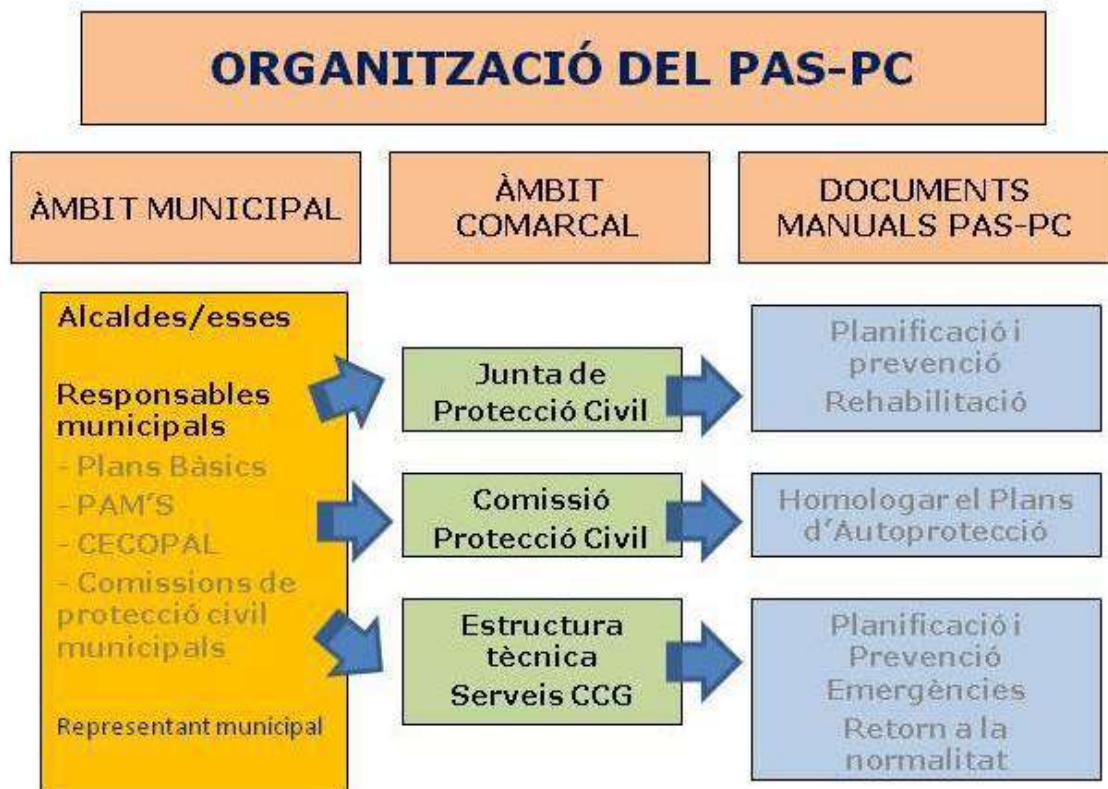 ORGANITZACIÓ DEL PAS-PC
ÀMBIT MUNICIPAL
ÀMBIT
COMARCAL
DOCUMENTS
MANUALS PAS-PC
Alcaldes/esses
Responsables
municipals
- Plans Bàsics
- PAM'S
- CECOPAL
- Comissions de
protecció civil
municipals
Representant municipal
Junta de
Protecció Civil
Comissió
Protecció Civil
Estructura
tècnica
Serveis CCG
Planificació i
prevenció
Rehabilitació
Homologar el Plans
d'Autoprotecció
Planificació i
Prevenció
Emergències
Retorn a la
normalitat